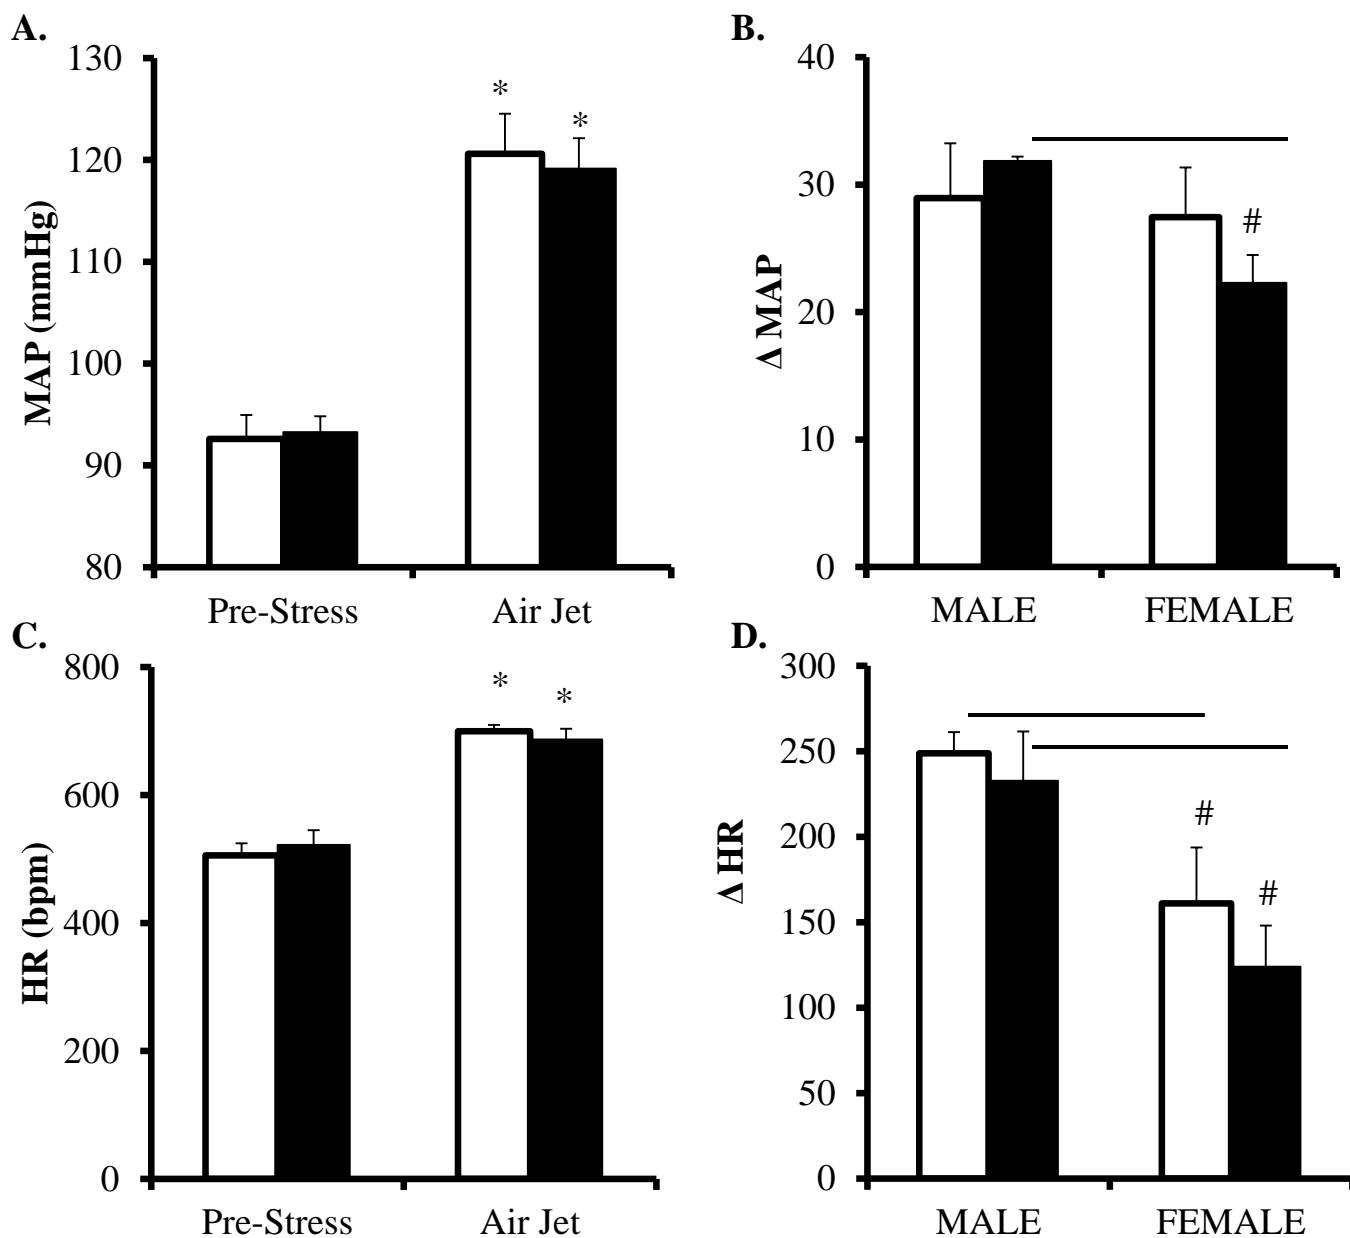 A.
MAP (mmHg)
130
120
110
100
90
80
*
*
Pre-Stress
Air Jet
B.
Δ MAP
40
30
20
10
0
#
MALE
FEMALE
C.
HR (bpm)
800
600
400
200
0
*
*
Pre-Stress
Air Jet
D.
Δ HR
300
250
200
150
100
50
0
#
#
MALE
FEMALE